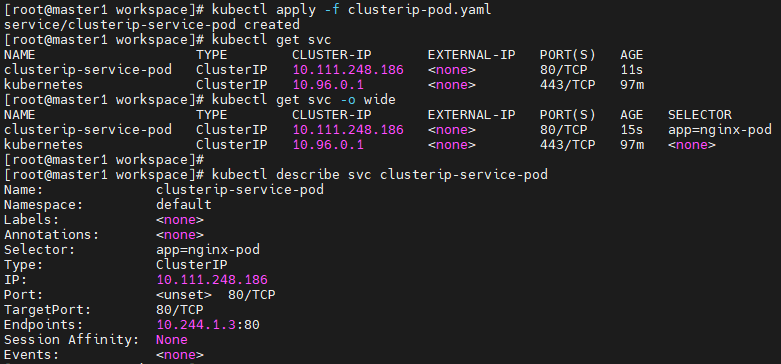 [root@master1 workspace]# kubectl apply -f clusterip-pod.yaml
service/clusterip-service-pod created
[root@master1 workspace]# kubectl get svc
NAME                    TYPE        CLUSTER-IP       EXTERNAL-IP   PORT(S)   AGE
clusterip-service-pod   ClusterIP   10.111.248.186   <none>        80/TCP    11s
kubernetes              ClusterIP   10.96.0.1        <none>        443/TCP   97m
[root@master1 workspace]# kubectl get svc -o wide
NAME                    TYPE        CLUSTER-IP       EXTERNAL-IP   PORT(S)   AGE   SELECTOR
clusterip-service-pod   ClusterIP   10.111.248.186   <none>        80/TCP    15s   app=nginx-pod
kubernetes              ClusterIP   10.96.0.1        <none>        443/TCP   97m   <none>
[root@master1 workspace]#
[root@master1 workspace]# kubectl describe svc clusterip-service-pod
Name:              clusterip-service-pod
Namespace:         default
Labels:            <none>
Annotations:       <none>
Selector:          app=nginx-pod
Type:              ClusterIP
IP:                10.111.248.186
Port:              <unset>  80/TCP
TargetPort:        80/TCP
Endpoints:         10.244.1.3:80
Session Affinity:  None
Events:            <none>